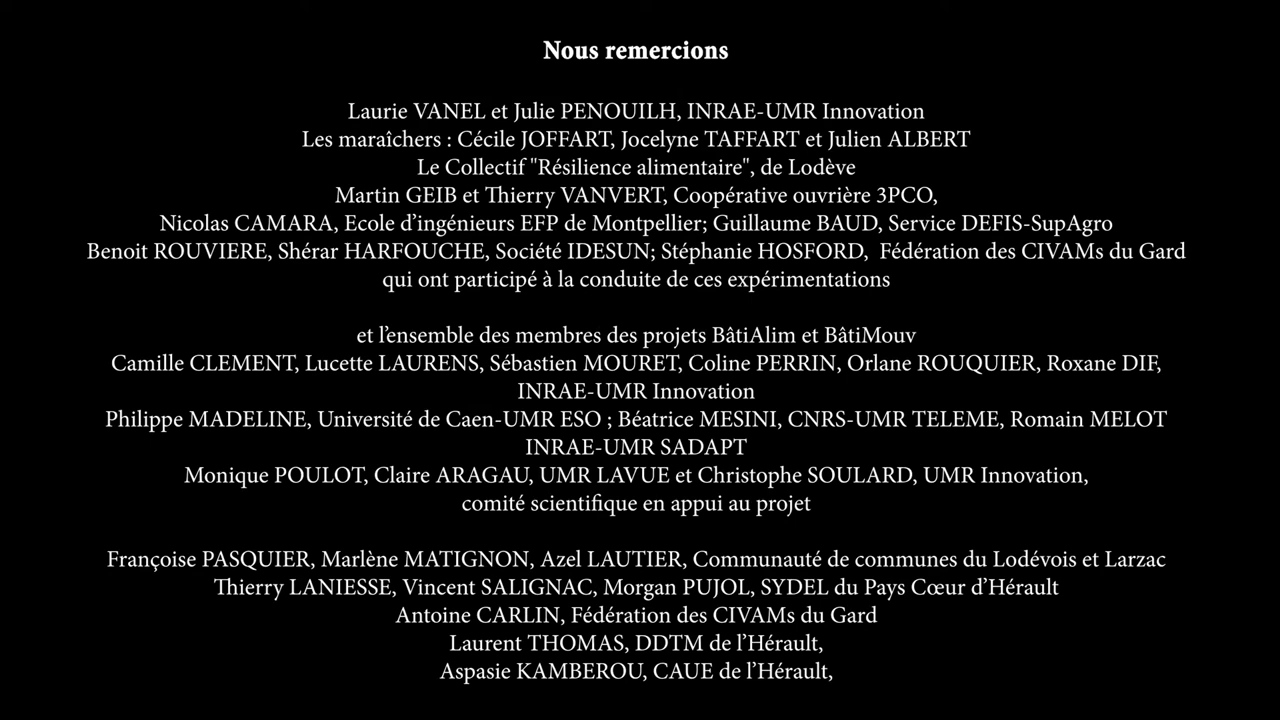 Nous remercions
Laurie VANEL et Julie PENOUILH, INRAE-UMR Innovation
Les maraîchers : Cécile JOFFART, Jocelyne TAFFART et Julien ALBERT
Le Collectif "Résilience alimentaire", de Lodève
Martin GEIB et Thierry VANVERT, Coopérative ouvrière 3PCO,
Nicolas CAMARA, Ecole d'ingénieurs EFP de Montpellier; Guillaume BAUD, Service DEFIS-SupAgro
Benoit ROUVIERE, Shérar HARFOUCHE, Société IDESUN; Stéphanie HOSFORD,  Fédération des CIVAMs du Gard
qui ont participé à la conduite de ces expérimentations
et l'ensemble des membres des projets BâtiAlim et BâtiMouv
Camille CLEMENT, Lucette LAURENS, Sébastien MOURET, Coline PERRIN, Orlane ROUQUIER, Roxane DIF,
INRAE-UMR Innovation
Philippe MADELINE, Université de Caen-UMR ESO ; Béatrice MESINI, CNRS-UMR TELEME, Romain MELOT
INRAE-UMR SADAPT
Monique POULOT, Claire ARAGAU, UMR LAVUE et Christophe SOULARD, UMR Innovation,
comité scientifique en appui au projet
Françoise PASQUIER, Marlène MATIGNON, Azel LAUTIER, Communauté de communes du Lodévois et Larzac
Thierry LANIESSE, Vincent SALIGNAC, Morgan PUJOL, SYDEL du Pays Cœur d'Hérault
Antoine CARLIN, Fédération des CIVAMs du Gard
Laurent THOMAS, DDTM de l'Hérault,
Aspasie KAMBEROU, CAUE de l'Hérault,